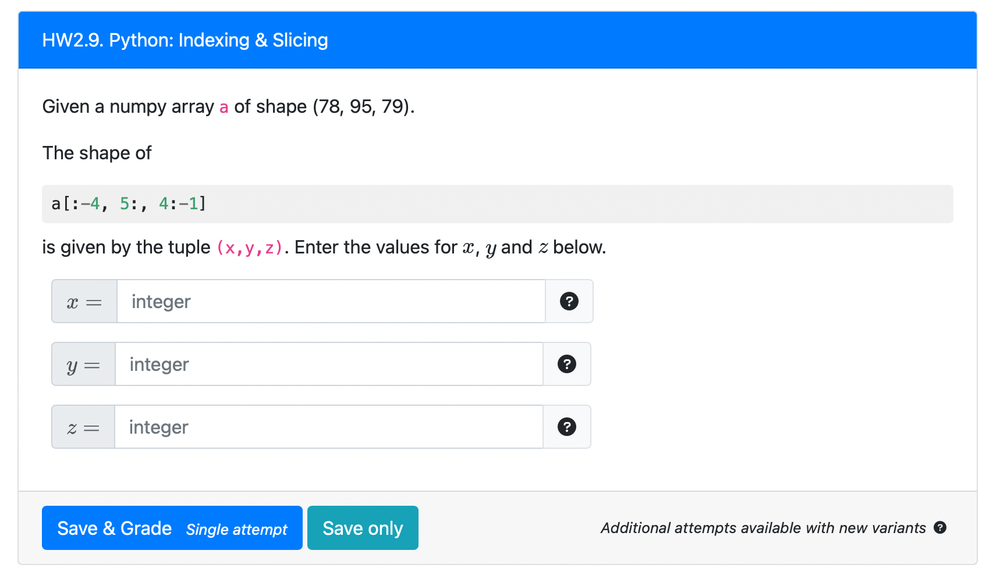 HW2.9. Python: Indexing & Slicing
Given a numpy array a of shape (78, 95, 79).
The shape of
a[:-4, 5:, 4:-1]
is given by the tuple (x,y,z). Enter the values for x, y and z below.
x = integer ?
y = integer ?
z = integer ?
Save & Grade Single attempt Save only Additional attempts available with new variants ?